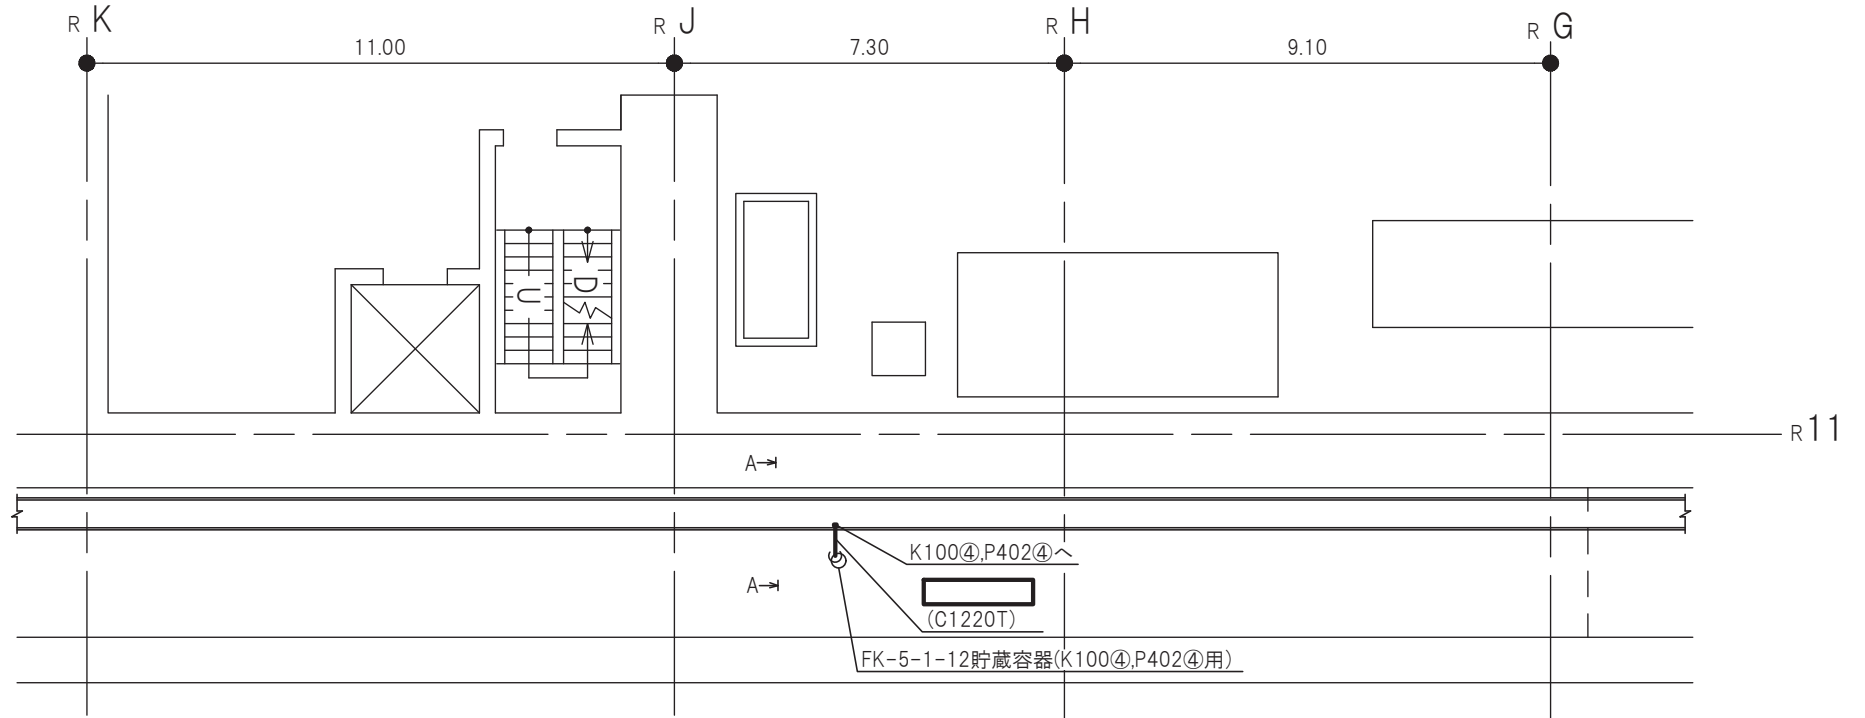 R K
R J
R H
R G
11.00
7.30
9.10
U
D
R 11
A
K100④,P402④へ
A
(C1220T)
FK-5-1-12貯蔵容器(K100④,P402④用)